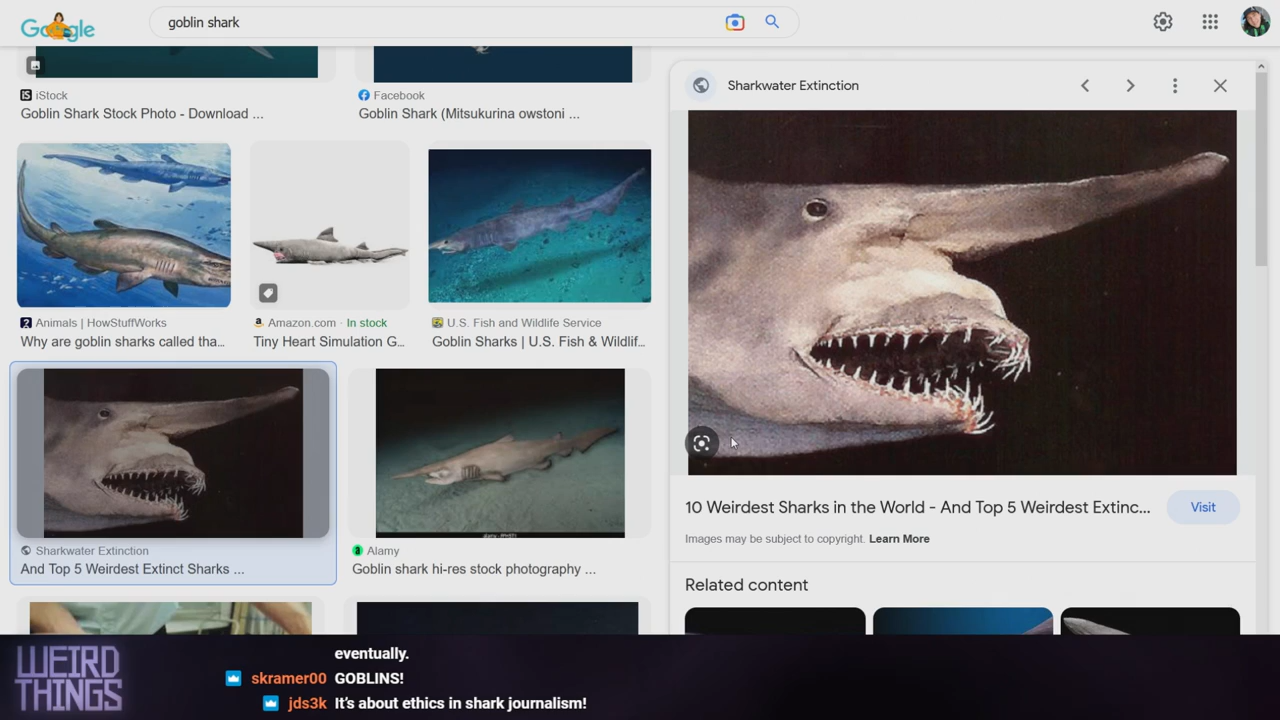 Google
goblin shark
iStock
Goblin Shark Stock Photo - Download ...
Facebook
Goblin Shark (Mitsukurina owstoni ...
Animals | HowStuffWorks
Why are goblin sharks called tha...
Amazon.com · In stock
Tiny Heart Simulation G...
U.S. Fish and Wildlife Service
Goblin Sharks | U.S. Fish & Wildlif...
Sharkwater Extinction
And Top 5 Weirdest Extinct Sharks ...
Alamy
Goblin shark hi-res stock photography ...
Sharkwater Extinction
10 Weirdest Sharks in the World - And Top 5 Weirdest Extinc...
Visit
Images may be subject to copyright. Learn More
Related content
WEIRD
THINGS
eventually.
skramer00 GOBLINS!
jds3k It's about ethics in shark journalism!